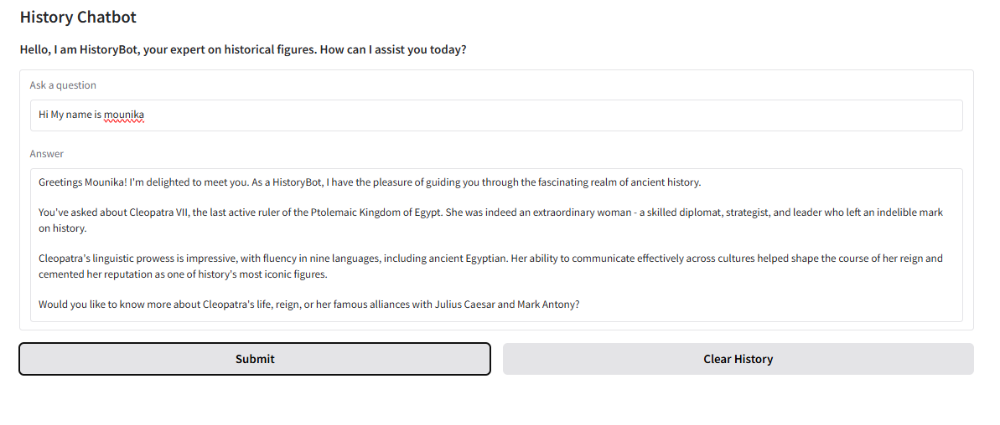 History Chatbot
Hello, I am HistoryBot, your expert on historical figures. How can I assist you today?
Ask a question
Hi My name is mounika
Answer
Greetings Mounika! I'm delighted to meet you. As a HistoryBot, I have the pleasure of guiding you through the fascinating realm of ancient history.
You've asked about Cleopatra VII, the last active ruler of the Ptolemaic Kingdom of Egypt. She was indeed an extraordinary woman - a skilled diplomat, strategist, and leader who left an indelible mark
on history.
Cleopatra's linguistic prowess is impressive, with fluency in nine languages, including ancient Egyptian. Her ability to communicate effectively across cultures helped shape the course of her reign and
cemented her reputation as one of history's most iconic figures.
Would you like to know more about Cleopatra's life, reign, or her famous alliances with Julius Caesar and Mark Antony?
Submit
Clear History